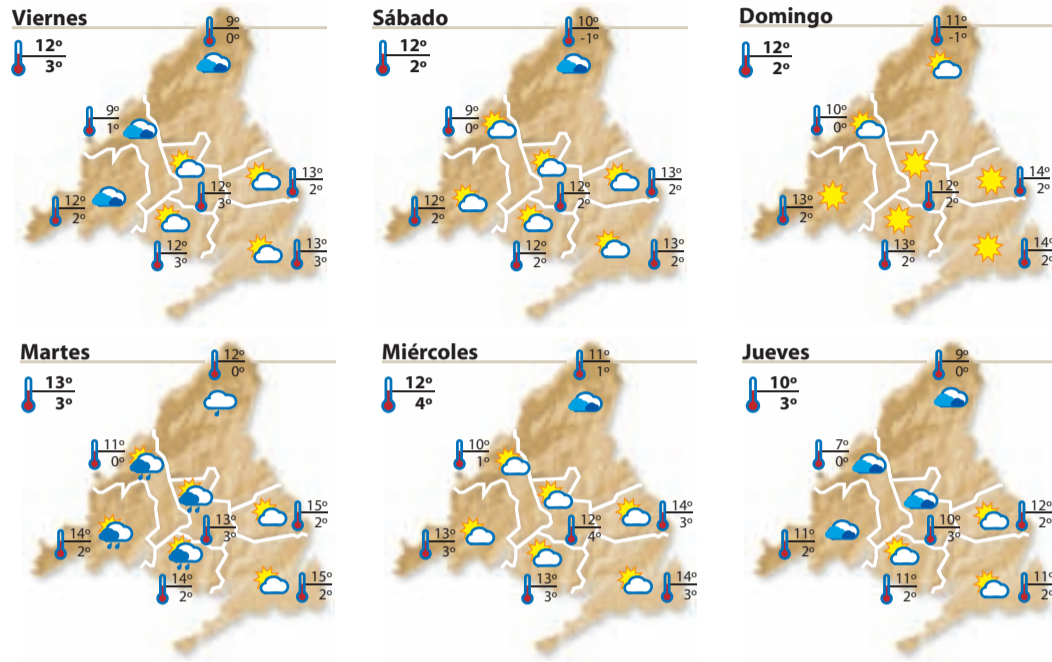 Viernes
12º
3º
9º
0º
9º
1º
13º
2º
12º
3º
12º
2º
12º
3º
13º
3º
Sábado
12º
2º
10º
-1º
9º
0º
13º
2º
12º
2º
12º
2º
12º
2º
13º
2º
Domingo
12º
2º
11º
-1º
10º
0º
14º
2º
12º
2º
13º
2º
13º
2º
14º
2º
Martes
13º
3º
12º
0º
11º
0º
15º
2º
13º
3º
14º
2º
14º
2º
15º
2º
Miércoles
12º
4º
11º
1º
10º
1º
14º
3º
12º
4º
13º
3º
13º
3º
14º
3º
Jueves
10º
3º
9º
0º
7º
0º
12º
2º
10º
3º
11º
2º
11º
2º
11º
2º